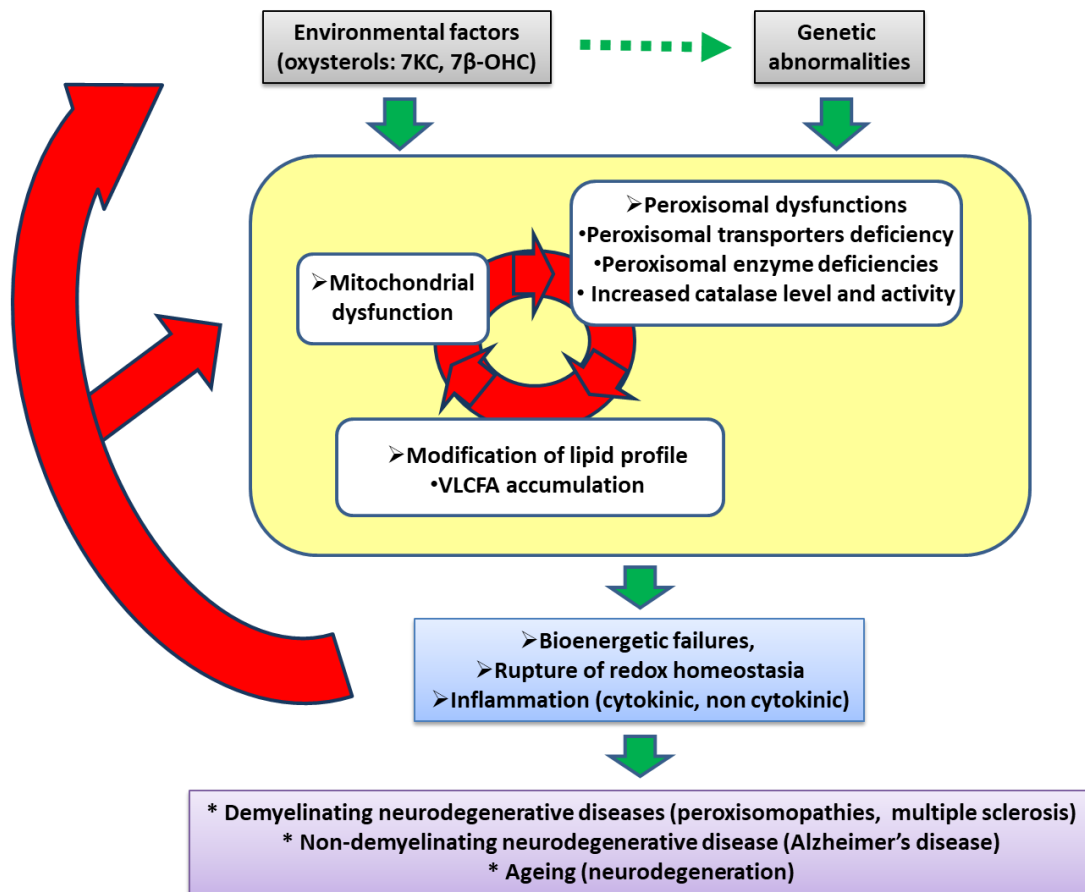 Environmental factors
(oxysterols: 7KC, 7β-OHC)
Genetic
abnormalities
➢Peroxisomal dysfunctions
•Peroxisomal transporters deficiency
•Peroxisomal enzyme deficiencies
• Increased catalase level and activity
➢Mitochondrial
dysfunction
➢Modification of lipid profile
•VLCFA accumulation
➢Bioenergetic failures,
➢Rupture of redox homeostasia
➢Inflammation (cytokinic, non cytokinic)
* Demyelinating neurodegenerative diseases (peroxisomopathies, multiple sclerosis)
* Non-demyelinating neurodegenerative disease (Alzheimer’s disease)
* Ageing (neurodegeneration)